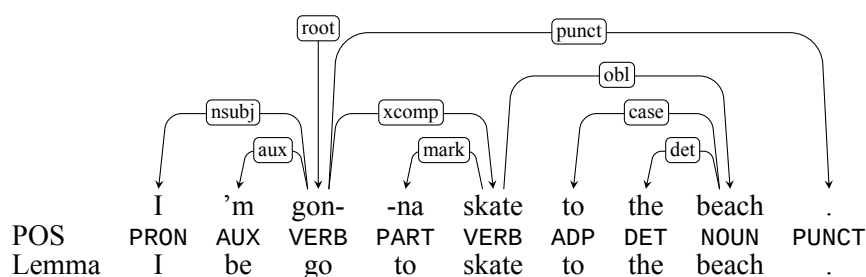 root
punct
obl
nsubj xcomp case
aux mark det
I ’m gon- -na skate to the beach .
POS PRON AUX VERB PART VERB ADP DET NOUN PUNCT
Lemma I be go to skate to the beach .